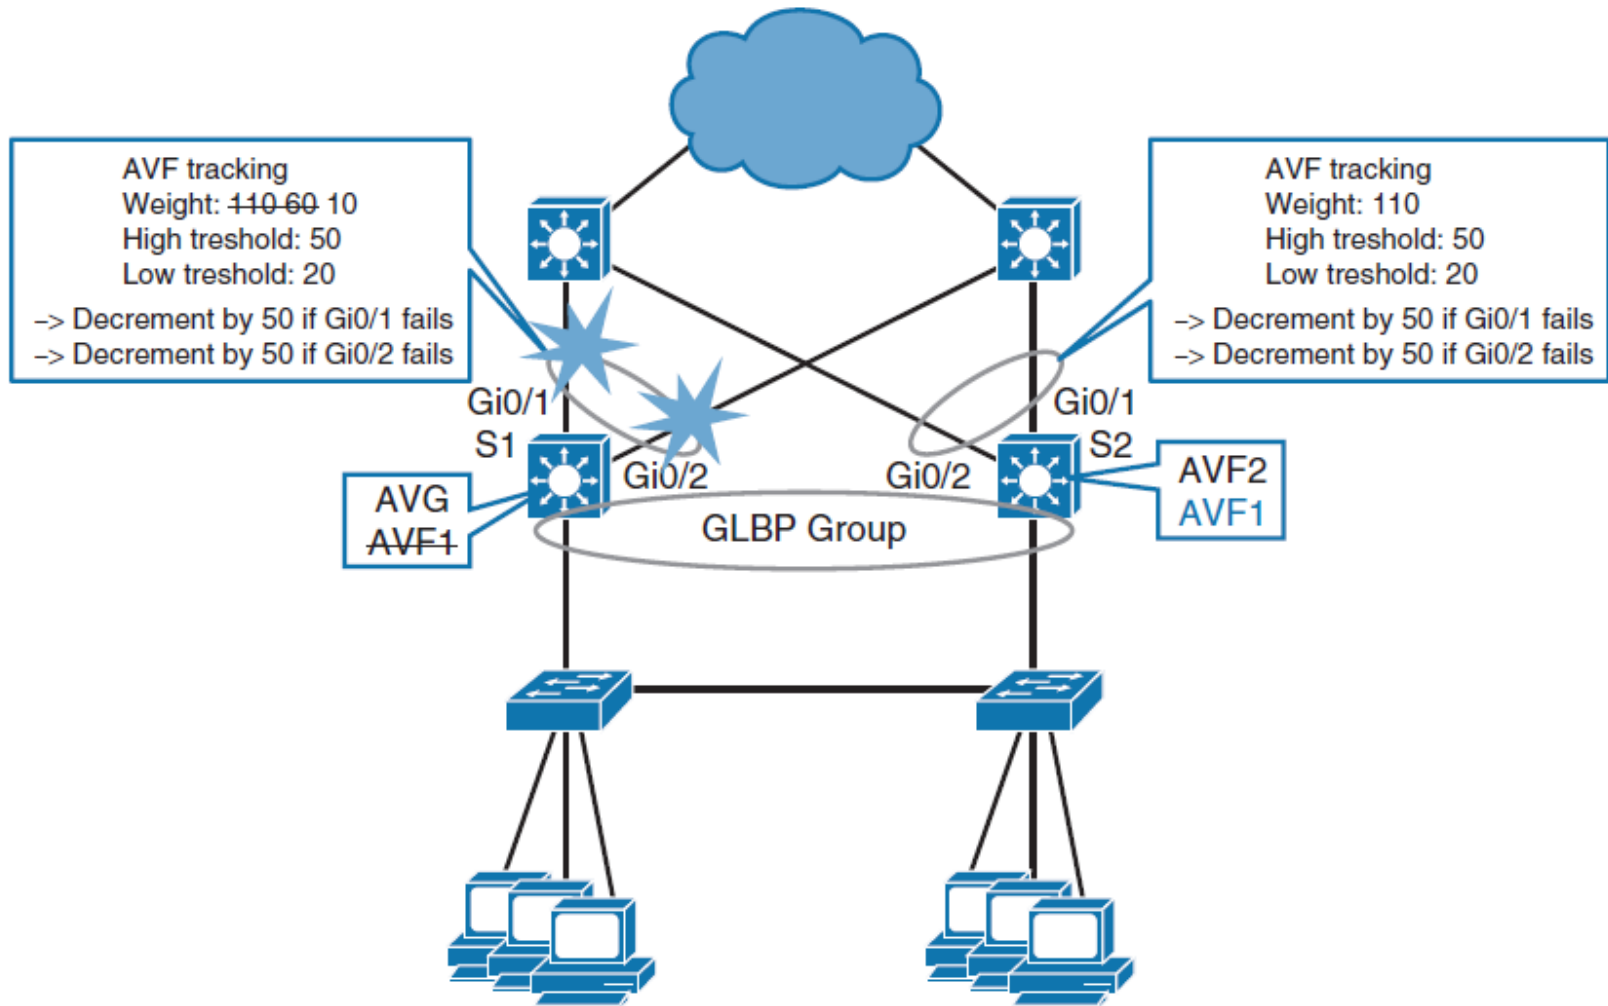 AVF tracking
Weight: 110 60 10
High treshold: 50
Low treshold: 20
–> Decrement by 50 if Gi0/1 fails
–> Decrement by 50 if Gi0/2 fails
AVF tracking
Weight: 110
High treshold: 50
Low treshold: 20
–> Decrement by 50 if Gi0/1 fails
–> Decrement by 50 if Gi0/2 fails
Gi0/1
S1
Gi0/2
Gi0/1
S2
Gi0/2
AVG
AVF1
GLBP Group
AVF2
AVF1